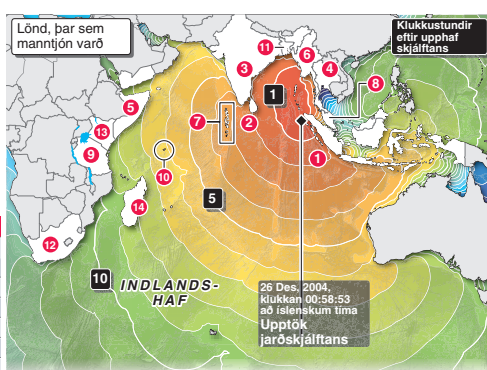 Lönd, þar sem
manntjón varð
Klukkustundir
eftir upphaf
skjálftans
11
6
3
4
8
1
5
7
2
13
9
10
1
14
5
12
10
INDLANDS-
HAF
26 Des, 2004,
klukkan 00:58:53
að íslenskum tíma
Upptök
jarðskjálftans